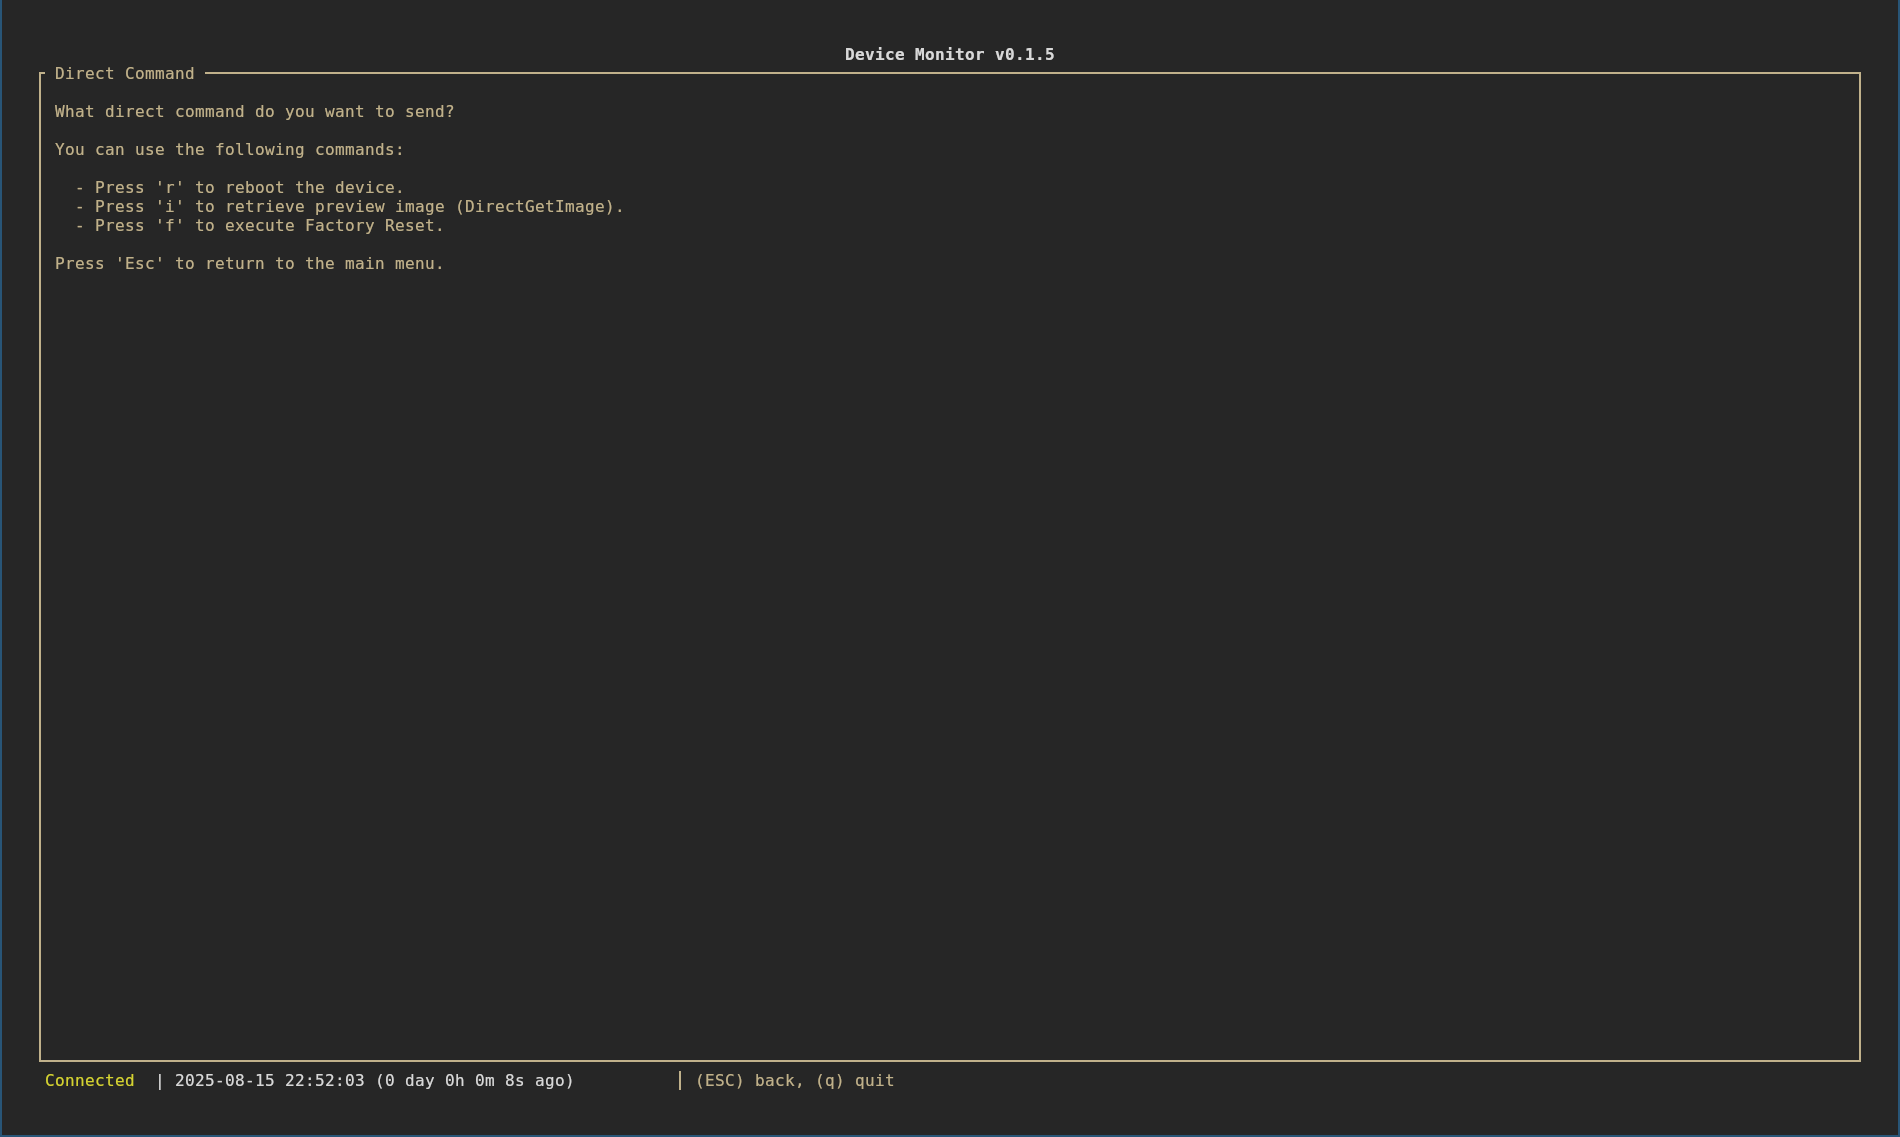 Device Monitor v0.1.5
Direct Command
What direct command do you want to send?
You can use the following commands:
- Press 'r' to reboot the device.
- Press 'i' to retrieve preview image (DirectGetImage).
- Press 'f' to execute Factory Reset.
Press 'Esc' to return to the main menu.
Connected | 2025-08-15 22:52:03 (0 day 0h 0m 8s ago) | (ESC) back, (q) quit